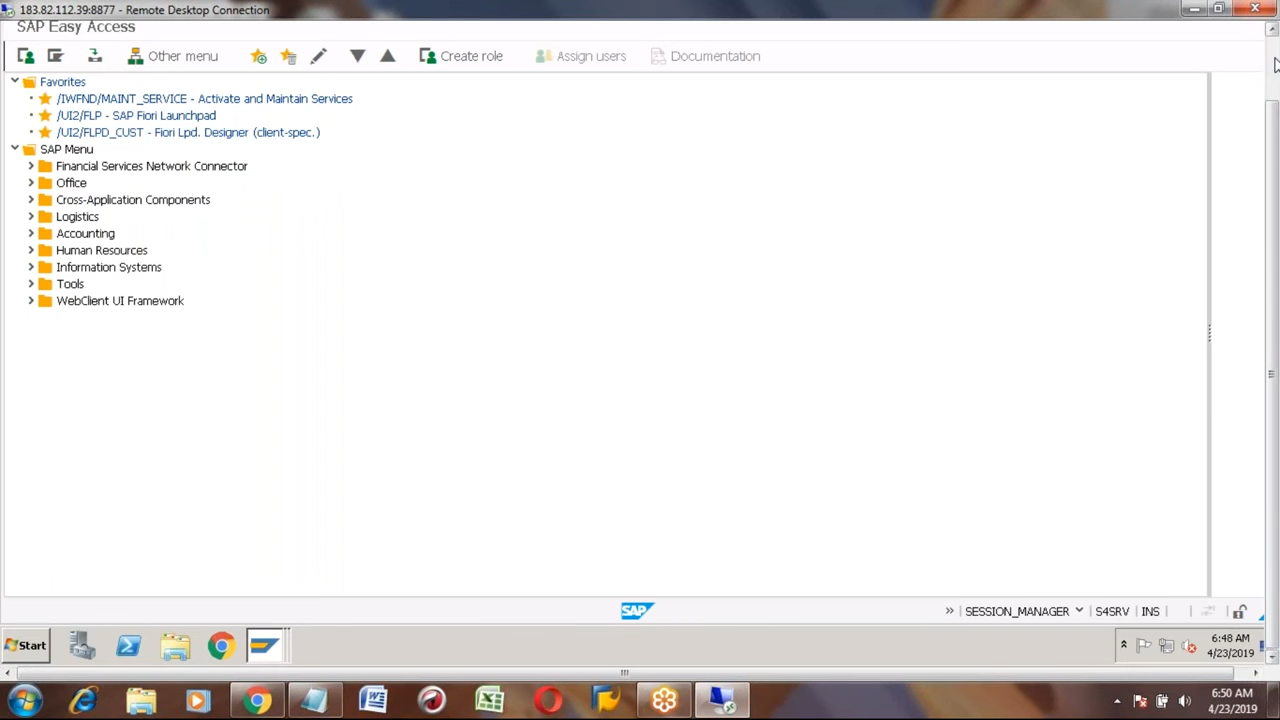 183.82.112.39:8877 - Remote Desktop Connection
SAP Easy Access
Other menu
Create role
Assign users
Documentation
Favorites
/IWFND/MAINT_SERVICE - Activate and Maintain Services
/UI2/FLP - SAP Fiori Launchpad
/UI2/FLPD_CUST - Fiori Lpd. Designer (client-spec.)
SAP Menu
Financial Services Network Connector
Office
Cross-Application Components
Logistics
Accounting
Human Resources
Information Systems
Tools
WebClient UI Framework
SAP
SESSION_MANAGER
S4SRV
INS
Start
6:48 AM
4/23/2019
6:50 AM
4/23/2019